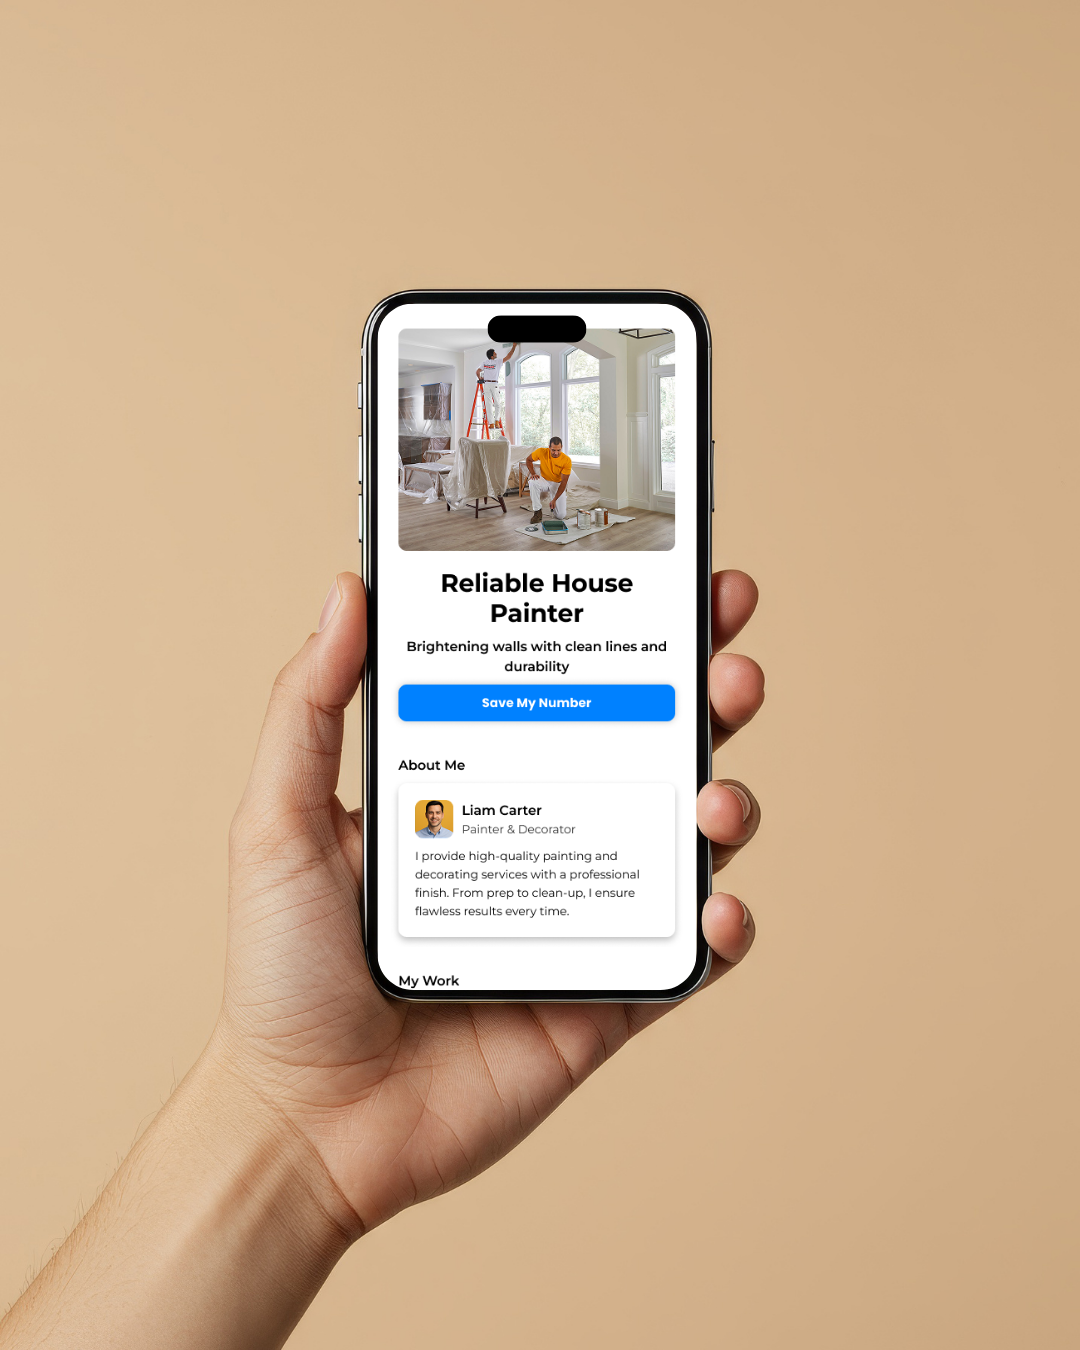 Reliable House
Painter
Brightening walls with clean lines and
durability
Save My Number
About Me
Liam Carter
Painter & Decorator
I provide high-quality painting and
decorating services with a professional
finish. From prep to clean-up, I ensure
flawless results every time.
My Work